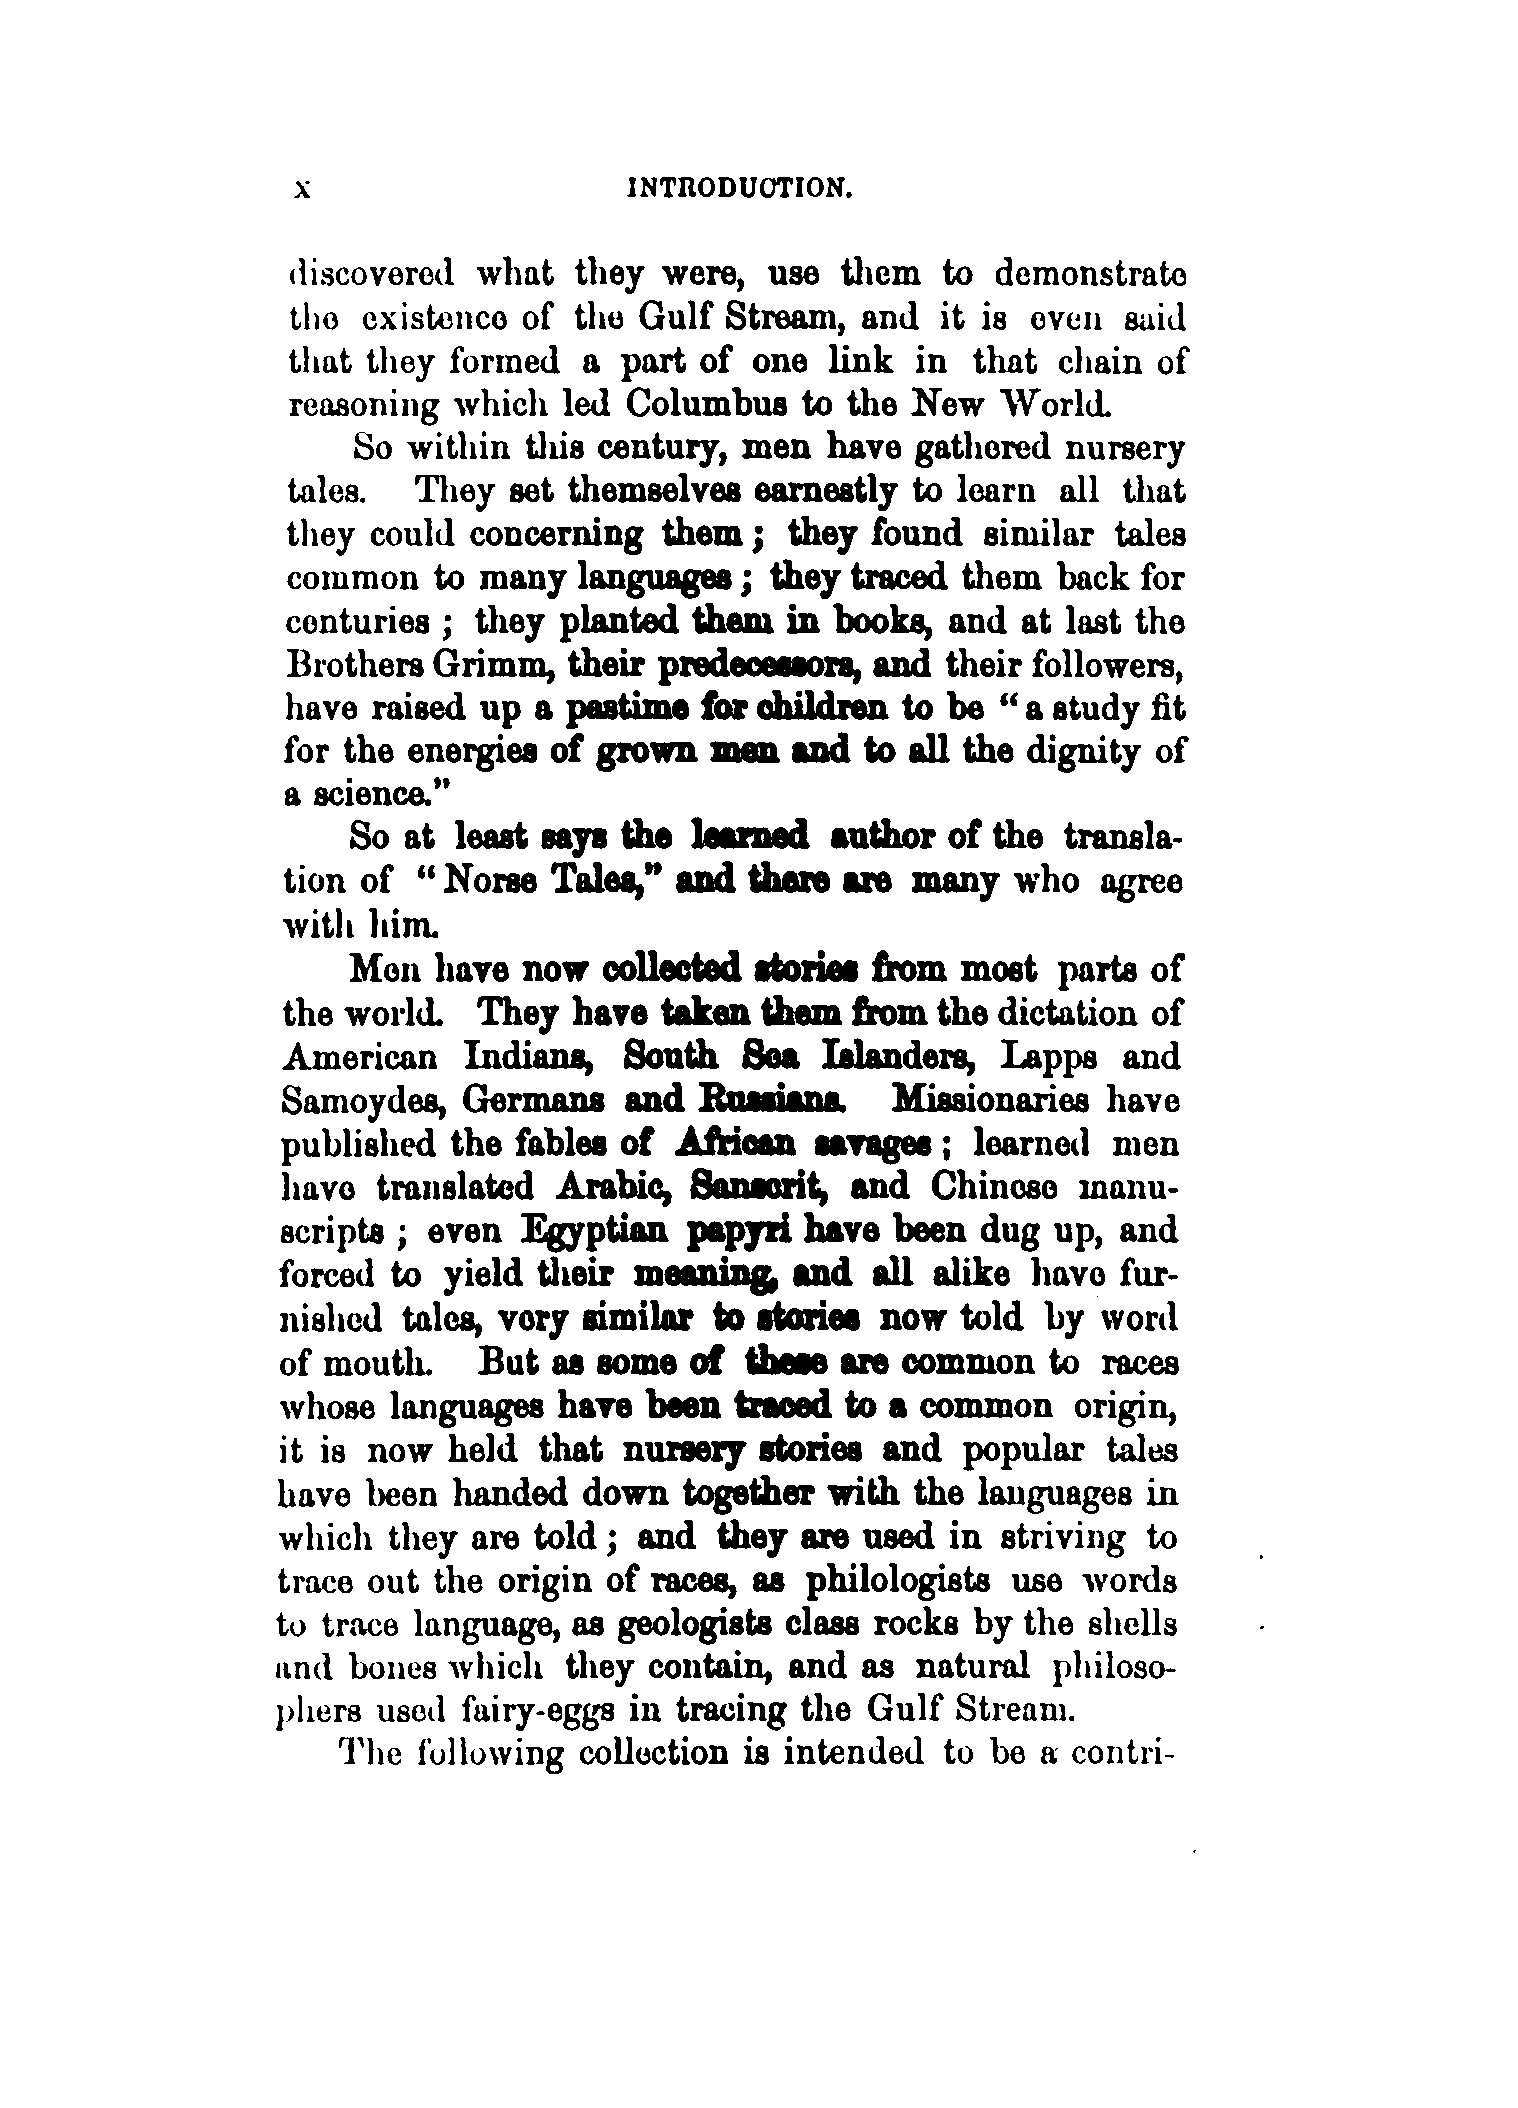 x INTRODUCTION.
discovered what they were, use them to demonstrate
the existence of the Gulf Stream, and it is even said
that they formed a part of one link in that chain of
reasoning which led Columbus to the New World.
So within this century, men have gathered nursery
tales. They set themselves earnestly to learn all that
they could concerning them; they found similar tales
common to many languages; they traced them back for
centuries; they planted them in books, and at last the
Brothers Grimm, their predecessors, and their followers,
have raised up a pastime for children to be "a study fit
for the energies of grown men and to all the dignity of
a science."
So at least says the learned author of the transla-
tion of "Norse Tales," and there are many who agree
with him.
Men have now collected stories from most parts of
the world. They have taken them from the dictation of
American Indians, South Sea Islanders, Lapps and
Samoydes, Germans and Russians. Missionaries have
published the fables of African savages; learned men
have translated Arabic, Sanscrit, and Chinese manu-
scripts; even Egyptian papyri have been dug up, and
forced to yield their meaning, and all alike have fur-
nished tales, very similar to stories now told by word
of mouth. But as some of these are common to races
whose languages have been traced to a common origin,
it is now held that nursery stories and popular tales
have been handed down together with the languages in
which they are told; and they are used in striving to
trace out the origin of races, as philologists use words
to trace language, as geologists class rocks by the shells
and bones which they contain, and as natural philoso-
phers used fairy-eggs in tracing the Gulf Stream.
The following collection is intended to be a contri-